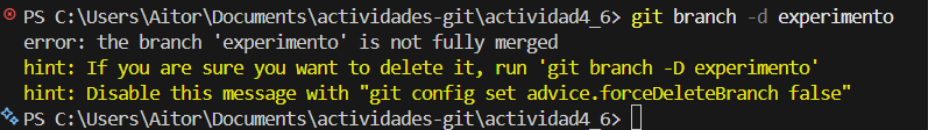 PS C:\Users\Aitor\Documents\actividades-git\actividad4_6> git branch -d experimento
error: the branch 'experimento' is not fully merged
hint: If you are sure you want to delete it, run 'git branch -D experimento'
hint: Disable this message with "git config set advice.forceDeleteBranch false"
PS C:\Users\Aitor\Documents\actividades-git\actividad4_6>